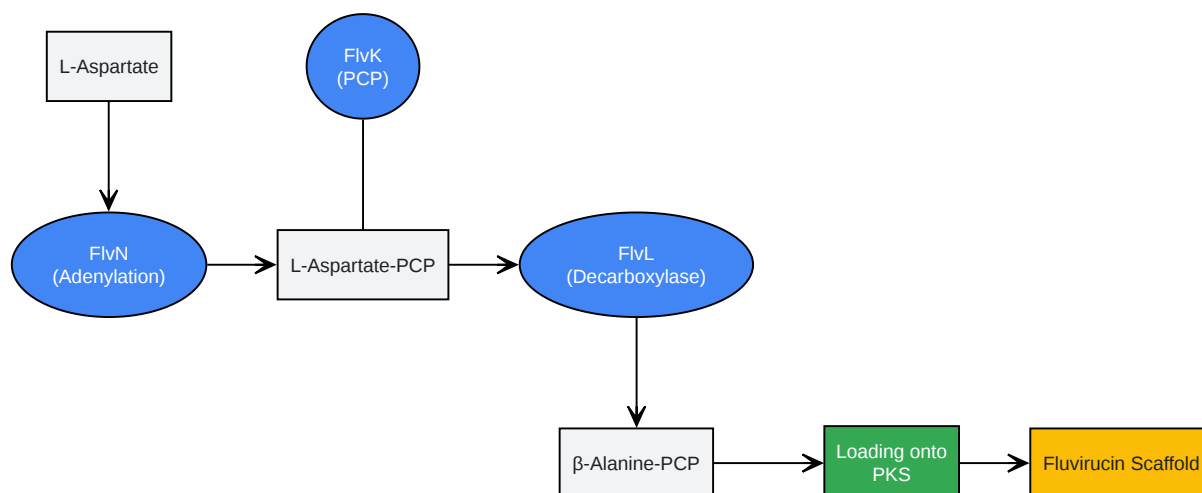 L-Aspartate
FlvK
(PCP)
FlvN
(Adenylation)
L-Aspartate-PCP
FlvL
(Decarboxylase)
β-Alanine-PCP
Loading onto
PKS
Fluvirucin Scaffold